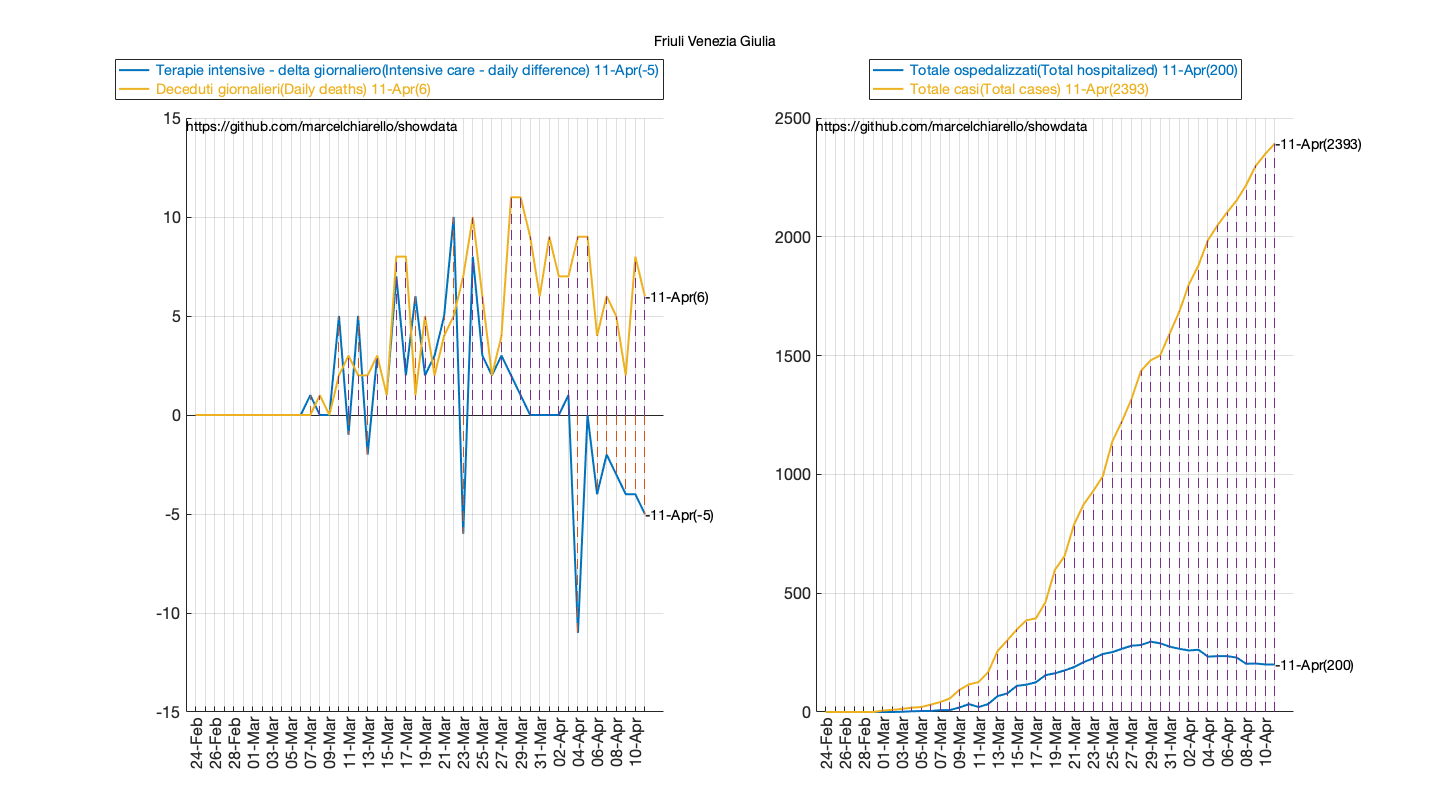 Friuli Venezia Giulia
Terapie intensive - delta giornaliero(Intensive care - daily difference) 11-Apr(-5)
Deceduti giornalieri(Daily deaths) 11-Apr(6)
https://github.com/marcelchiarello/showdata
15
10
5
0
-5
-10
-15
-11-Apr(6)
-11-Apr(-5)
24-Feb
26-Feb
28-Feb
01-Mar
03-Mar
05-Mar
07-Mar
09-Mar
11-Mar
13-Mar
15-Mar
17-Mar
19-Mar
21-Mar
23-Mar
25-Mar
27-Mar
29-Mar
31-Mar
02-Apr
04-Apr
06-Apr
08-Apr
10-Apr
Totale ospedalizzati(Total hospitalized) 11-Apr(200)
Totale casi(Total cases) 11-Apr(2393)
https://github.com/marcelchiarello/showdata
2500
2000
1500
1000
500
0
-11-Apr(2393)
-11-Apr(200)
24-Feb
26-Feb
28-Feb
01-Mar
03-Mar
05-Mar
07-Mar
09-Mar
11-Mar
13-Mar
15-Mar
17-Mar
19-Mar
21-Mar
23-Mar
25-Mar
27-Mar
29-Mar
31-Mar
02-Apr
04-Apr
06-Apr
08-Apr
10-Apr